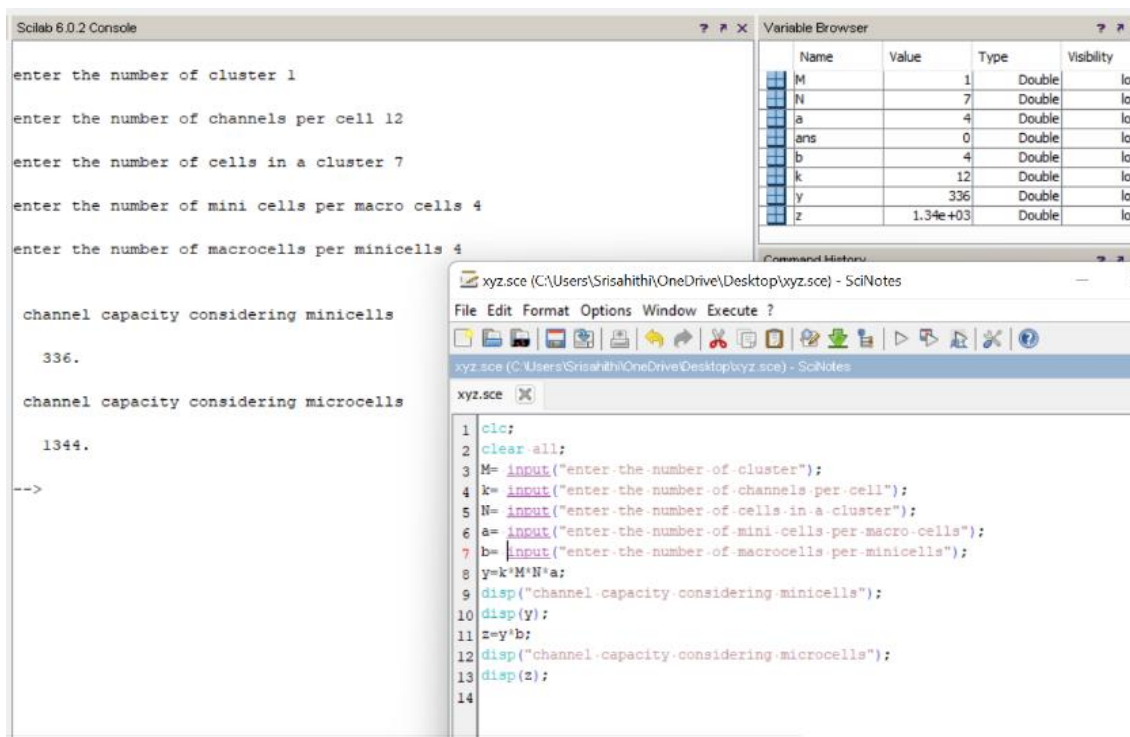 Scilab 6.0.2 Console
enter the number of cluster 1
enter the number of channels per cell 12
enter the number of cells in a cluster 7
enter the number of mini cells per macro cells 4
enter the number of macrocells per minicells 4
channel capacity considering minicells
336.
channel capacity considering microcells
1344.
-->
Variable Browser
Name Value Type Visibility
M 1 Double lo
N 7 Double lo
a 4 Double lo
ans 0 Double lo
b 4 Double lo
k 12 Double lo
y 336 Double lo
z 1.34e+03 Double lo
Command History
xyz.sce (C:\Users\Srisahithi\OneDrive\Desktop\xyz.sce) - SciNotes
File Edit Format Options Window Execute ?
xyz.sce (C:\Users\Srisahithi\OneDrive\Desktop\xyz.sce) - SciNotes
xyz.sce
1 clc;
2 clear all;
3 M= input("enter the number of cluster");
4 k= input("enter the number of channels per cell");
5 N= input("enter the number of cells in a cluster");
6 a= input("enter the number of mini cells per macro cells");
7 b= input("enter the number of macrocells per minicells");
8 y=k*M*N*a;
9 disp("channel capacity considering minicells");
10 disp(y);
11 z=y*b;
12 disp("channel capacity considering microcells");
13 disp(z);
14